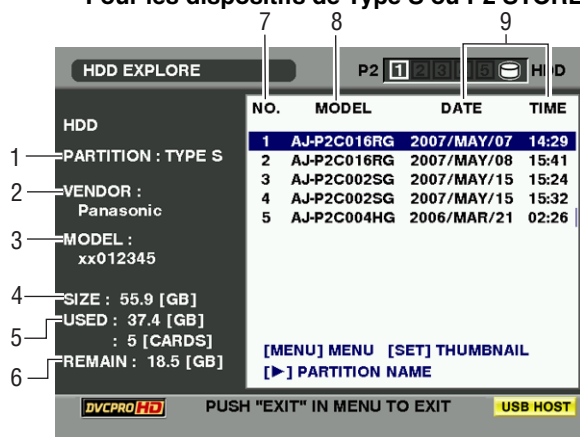 Pour les dispositifs de Type S ou P2 STORE
7 8 9
HDD EXPLORE P2 1 2 3 4 5 HDD
NO. MODEL DATE TIME
1 AJ-P2C016RG 2007/MAY/07 14:29
2 AJ-P2C016RG 2007/MAY/08 15:41
3 AJ-P2C002SG 2007/MAY/15 15:24
4 AJ-P2C002SG 2007/MAY/15 15:32
5 AJ-P2C004HG 2006/MAR/21 02:26
HDD
1 PARTITION : TYPE S
2 VENDOR :
Panasonic
3 MODEL :
xx012345
4 SIZE : 55.9 [GB]
5 USED : 37.4 [GB]
: 5 [CARDS]
6 REMAIN : 18.5 [GB]
[MENU] MENU [SET] THUMBNAIL
[▶] PARTITION NAME
DVCPRO HD PUSH "EXIT" IN MENU TO EXIT USB HOST